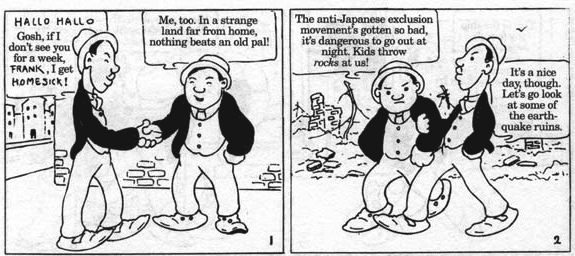 HALLO HALLO
Gosh, if I
don't see you
for a week,
FRANK, I get
HOMESICK!
Me, too. In a strange
land far from home,
nothing beats an old pal!
1
The anti-Japanese exclusion
movement's gotten so bad,
it's dangerous to go out at
night. Kids throw
rocks at us!
It's a nice
day, though.
Let's go look
at some of
the earth-
quake ruins.
2